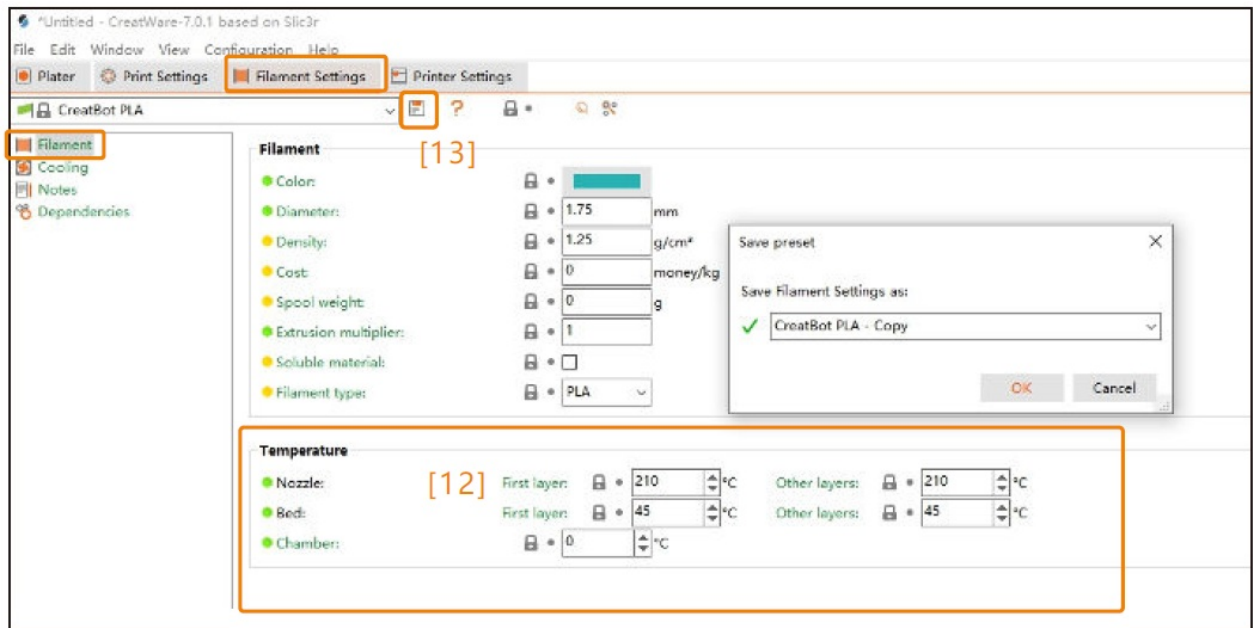 *Untitled - CreatWare-7.0.1 based on Slic3r
File Edit Window View Configuration Help
Plater Print Settings Filament Settings Printer Settings
CreatBot PLA ?
[13]
Filament
Cooling
Notes
Dependencies
Filament
Color:
Diameter: 1.75 mm
Density: 1.25 g/cm³
Cost: 0 money/kg
Spool weight: 0 g
Extrusion multiplier: 1
Soluble material:
Filament type: PLA
Save preset
Save Filament Settings as:
CreatBot PLA - Copy
OK Cancel
Temperature
[12]
Nozzle: First layer: 210 °C Other layers: 210 °C
Bed: First layer: 45 °C Other layers: 45 °C
Chamber: 0 °C